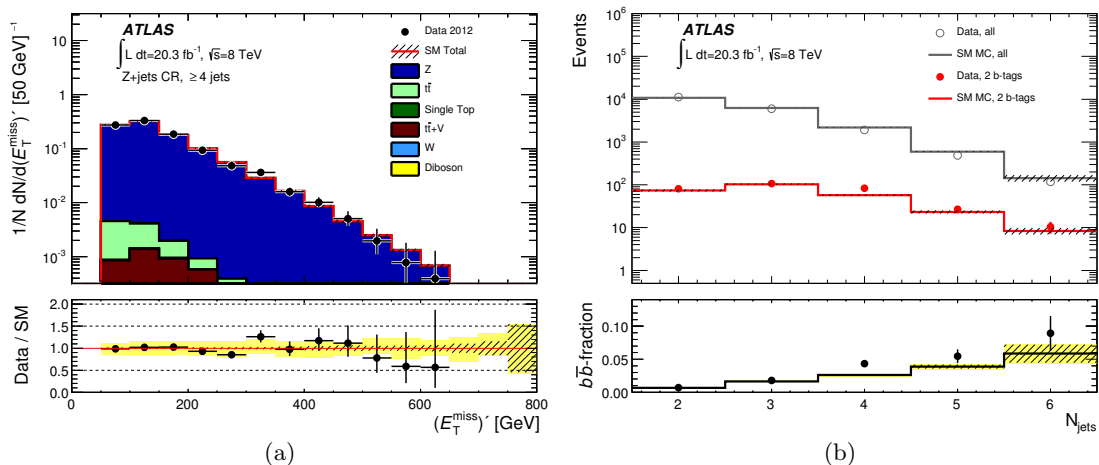 ATLAS
∫ L dt=20.3 fb⁻¹, √s=8 TeV
Z+jets CR, ≥ 4 jets
Data 2012
SM Total
Z
tt̄
Single Top
tt̄+V
W
Diboson
1/N dN/d(E_T^miss)´ [50 GeV]⁻¹
10
1
10⁻¹
10⁻²
10⁻³
Data / SM
2.0
1.5
1.0
0.5
0.0
0 200 400 600 800
(E_T^miss)´ [GeV]
(a)
ATLAS
∫ L dt=20.3 fb⁻¹, √s=8 TeV
Data, all
SM MC, all
Data, 2 b-tags
SM MC, 2 b-tags
Events
10⁶
10⁵
10⁴
10³
10²
10
1
bb̄-fraction
0.10
0.05
0.00
2 3 4 5 6
N_jets
(b)